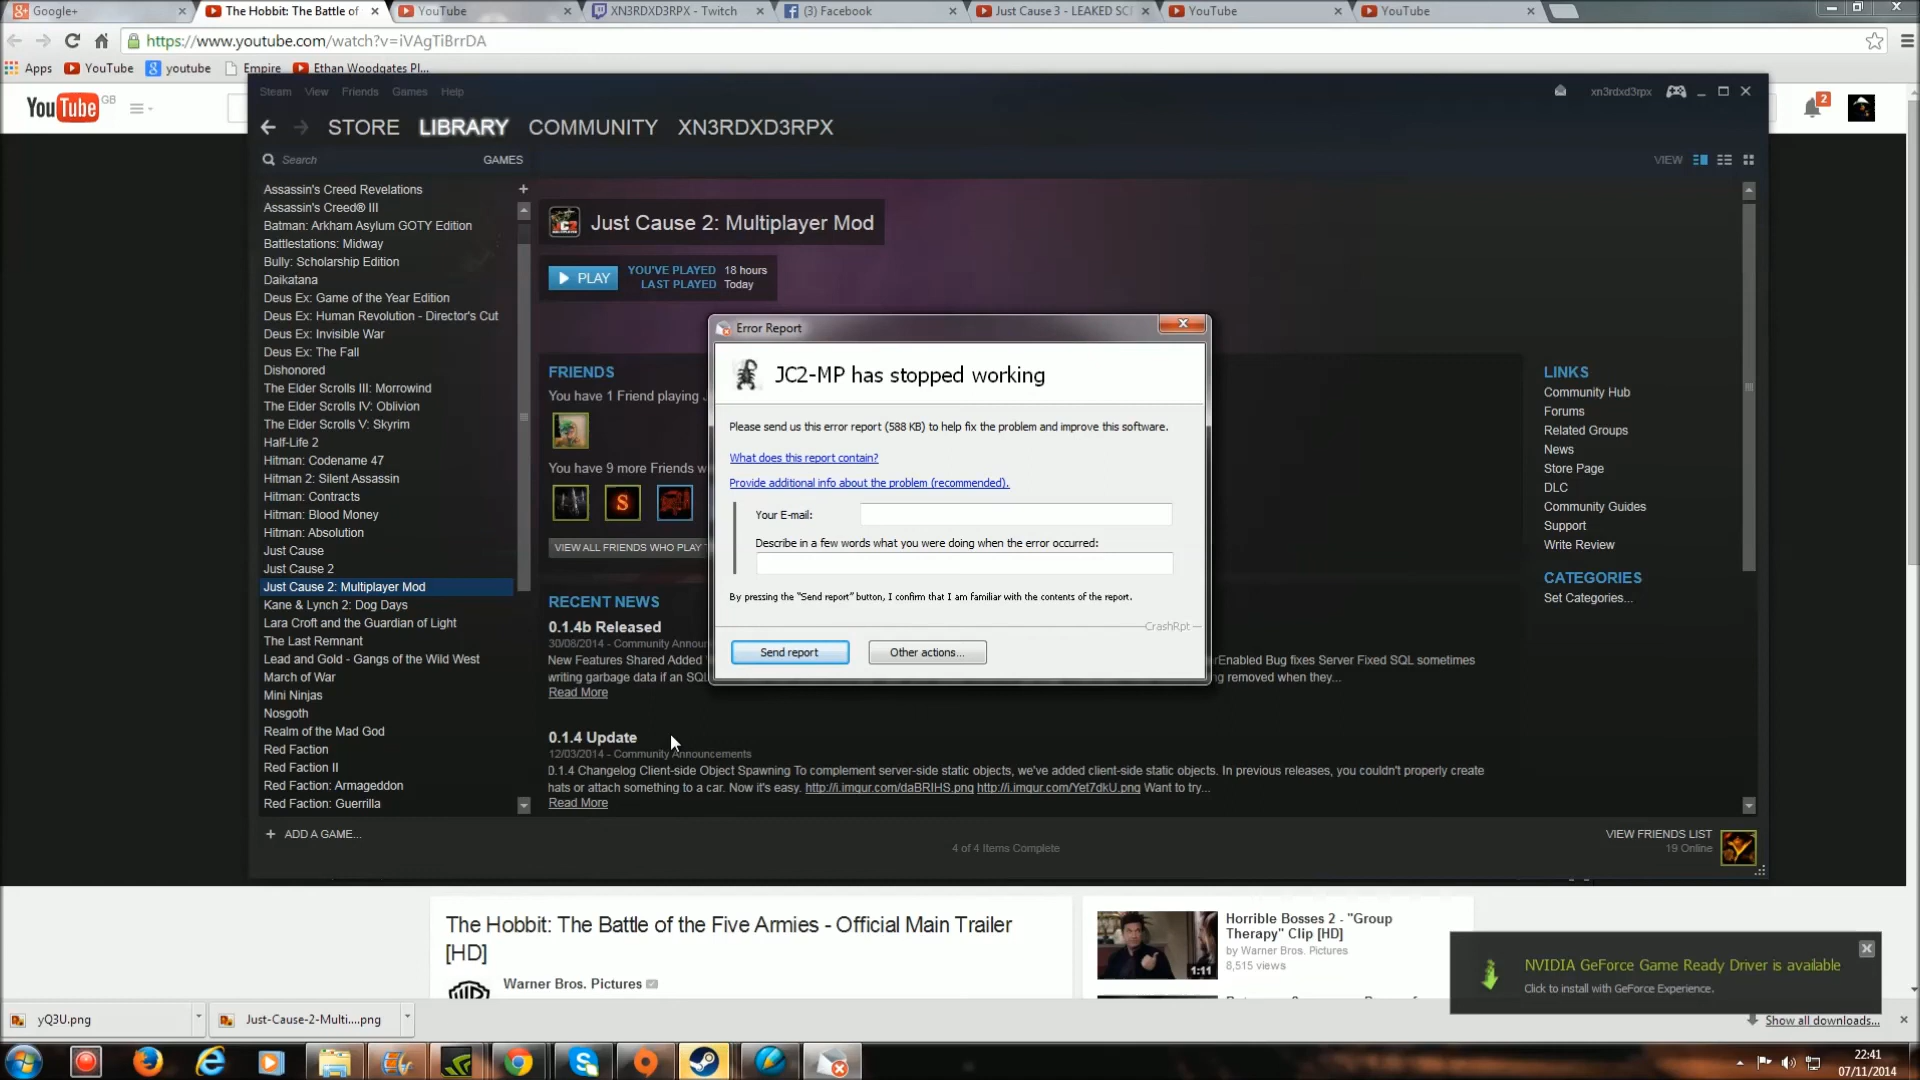 Google+
The Hobbit: The Battle of
YouTube
XN3RDXD3RPX - Twitch
(3) Facebook
Just Cause 3 - LEAKED SCR
YouTube
YouTube
https://www.youtube.com/watch?v=iVAgTiBrrDA
Apps
YouTube
youtube
Empire
Ethan Woodgates Pl...
YouTube GB
2
Steam View Friends Games Help
xn3rdxd3rpx
STORE LIBRARY COMMUNITY XN3RDXD3RPX
Search
GAMES
VIEW
Assassin's Creed Revelations
Assassin's Creed® III
Batman: Arkham Asylum GOTY Edition
Battlestations: Midway
Bully: Scholarship Edition
Daikatana
Deus Ex: Game of the Year Edition
Deus Ex: Human Revolution - Director's Cut
Deus Ex: Invisible War
Deus Ex: The Fall
Dishonored
The Elder Scrolls III: Morrowind
The Elder Scrolls IV: Oblivion
The Elder Scrolls V: Skyrim
Half-Life 2
Hitman: Codename 47
Hitman 2: Silent Assassin
Hitman: Contracts
Hitman: Blood Money
Hitman: Absolution
Just Cause
Just Cause 2
Just Cause 2: Multiplayer Mod
Kane & Lynch 2: Dog Days
Lara Croft and the Guardian of Light
The Last Remnant
Lead and Gold - Gangs of the Wild West
March of War
Mini Ninjas
Nosgoth
Realm of the Mad God
Red Faction
Red Faction II
Red Faction: Armageddon
Red Faction: Guerrilla
ADD A GAME...
Just Cause 2: Multiplayer Mod
PLAY
YOU'VE PLAYED 18 hours
LAST PLAYED Today
FRIENDS
You have 1 Friend playing J
You have 9 more Friends w
S
VIEW ALL FRIENDS WHO PLAY T
RECENT NEWS
0.1.4b Released
30/08/2014 - Community Announ
New Features Shared Added
rEnabled Bug fixes Server Fixed SQL sometimes
writing garbage data if an SQL
g removed when they...
Read More
0.1.4 Update
12/03/2014 - Community Announcements
0.1.4 Changelog Client-side Object Spawning To complement server-side static objects, we've added client-side static objects. In previous releases, you couldn't properly create
hats or attach something to a car. Now it's easy. http://i.imgur.com/daBRIHS.png http://i.imgur.com/Yet7dkU.png Want to try...
Read More
LINKS
Community Hub
Forums
Related Groups
News
Store Page
DLC
Community Guides
Support
Write Review
CATEGORIES
Set Categories...
4 of 4 Items Complete
VIEW FRIENDS LIST
19 Online
Error Report
JC2-MP has stopped working
Please send us this error report (588 KB) to help fix the problem and improve this software.
What does this report contain?
Provide additional info about the problem (recommended).
Your E-mail:
Describe in a few words what you were doing when the error occurred:
By pressing the "Send report" button, I confirm that I am familiar with the contents of the report.
CrashRpt
Send report
Other actions...
The Hobbit: The Battle of the Five Armies - Official Main Trailer
[HD]
Warner Bros. Pictures
Horrible Bosses 2 - "Group
Therapy" Clip [HD]
by Warner Bros. Pictures
8,515 views
1:11
NVIDIA GeForce Game Ready Driver is available
Click to install with GeForce Experience.
yQ3U.png
Just-Cause-2-Multi....png
Show all downloads...
22:41
07/11/2014